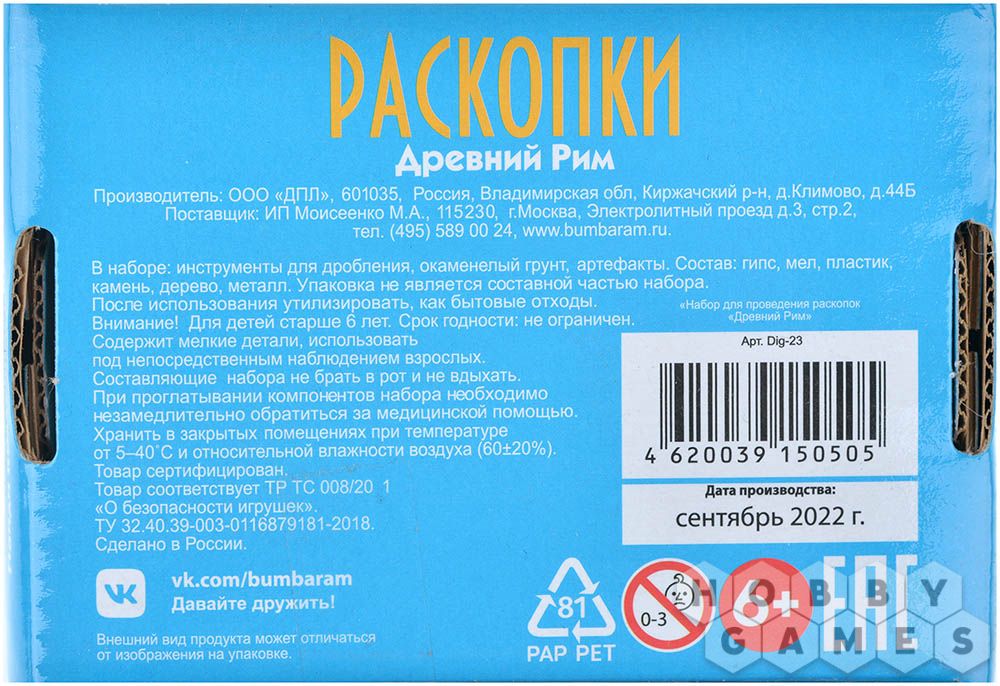 РАСКОПКИ
Древний Рим
Производитель: ООО «ДПЛ», 601035, Россия, Владимирская обл, Киржачский р-н, д.Климово, д.44Б
Поставщик: ИП Моисеенко М.А., 115230, г.Москва, Электролитный проезд д.3, стр.2,
тел. (495) 589 00 24, www.bumbaram.ru.
В наборе: инструменты для дробления, окаменелый грунт, артефакты. Состав: гипс, мел, пластик,
камень, дерево, металл. Упаковка не является составной частью набора.
После использования утилизировать, как бытовые отходы.
Внимание! Для детей старше 6 лет. Срок годности: не ограничен.
Содержит мелкие детали, использовать
под непосредственным наблюдением взрослых.
Составляющие набора не брать в рот и не вдыхать.
При проглатывании компонентов набора необходимо
незамедлительно обратиться за медицинской помощью.
Хранить в закрытых помещениях при температуре
от 5–40°С и относительной влажности воздуха (60±20%).
Товар сертифицирован.
Товар соответствует ТР ТС 008/20 1
«О безопасности игрушек».
ТУ 32.40.39-003-0116879181-2018.
Сделано в России.
«Набор для проведения раскопок
«Древний Рим»
Арт. Dig-23
4 620039 150505
Дата производства:
сентябрь 2022 г.
vk.com/bumbaram
Давайте дружить!
Внешний вид продукта может отличаться
от изображения на упаковке.
81
PAP PET
0-3
6+
EAC
HOBBY
GAMES